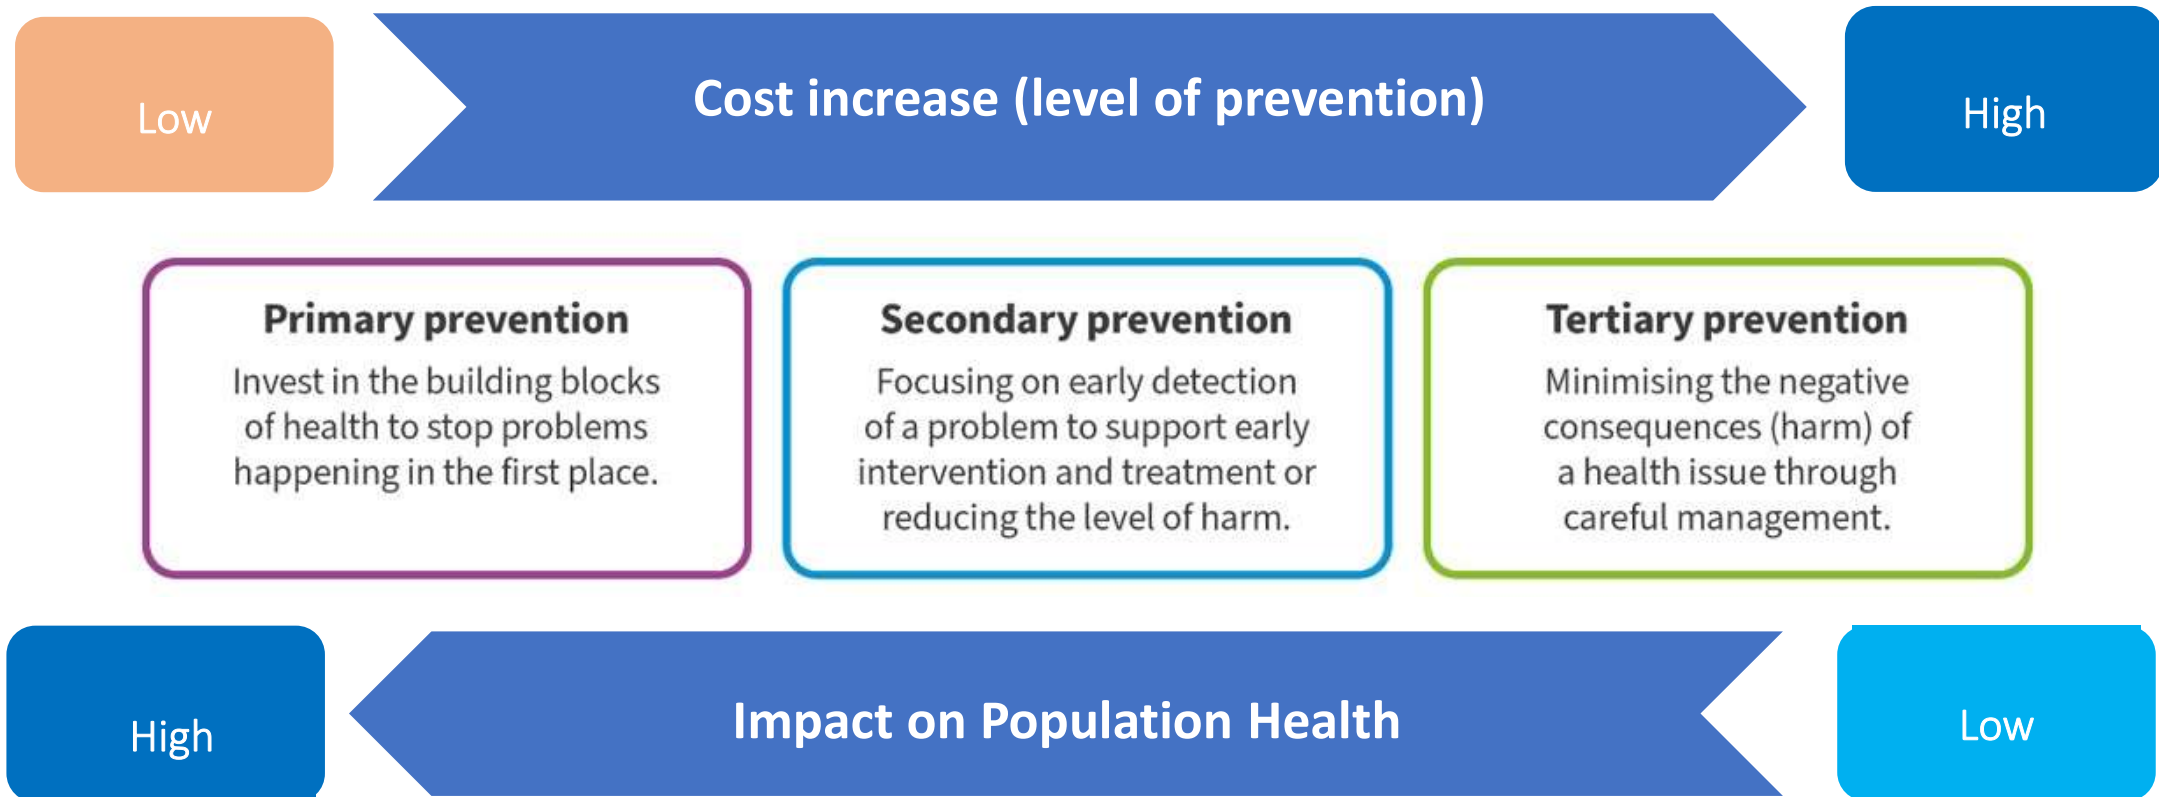 Low
Cost increase (level of prevention)
High
Primary prevention
Invest in the building blocks
of health to stop problems
happening in the first place.
Secondary prevention
Focusing on early detection
of a problem to support early
intervention and treatment or
reducing the level of harm.
Tertiary prevention
Minimising the negative
consequences (harm) of
a health issue through
careful management.
High
Impact on Population Health
Low